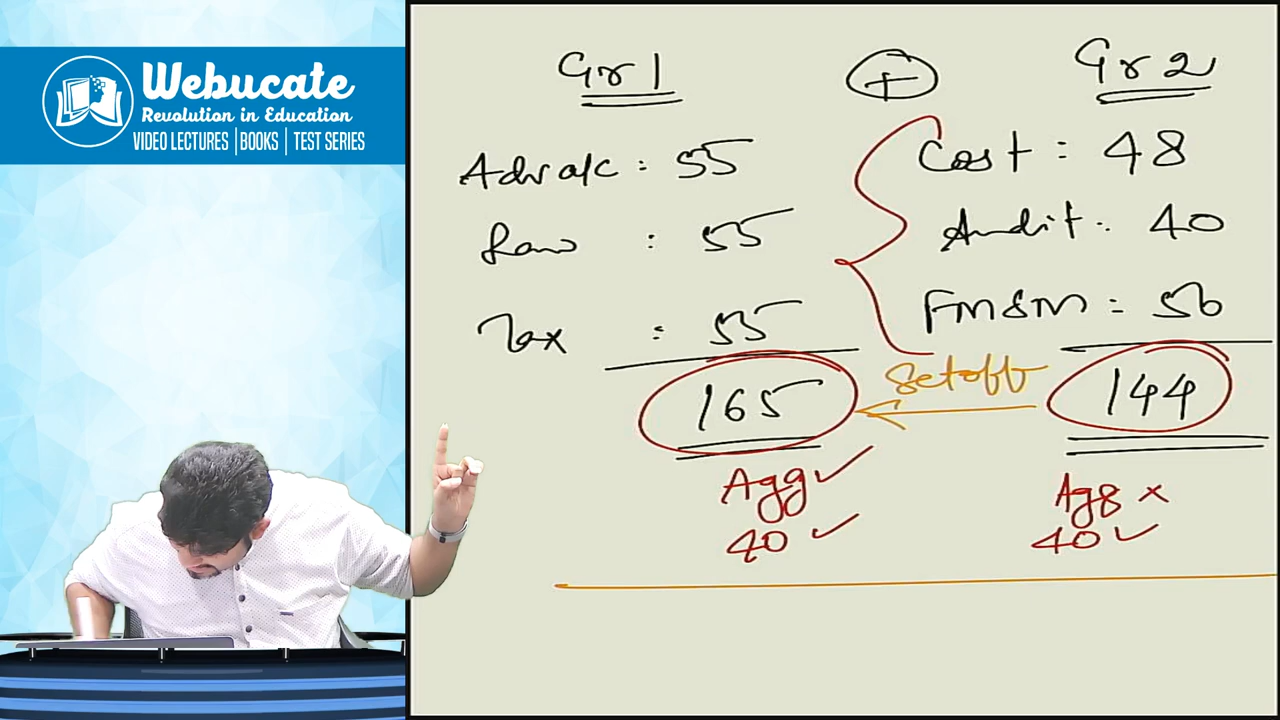 Webucate
Revolution in Education
VIDEO LECTURES | BOOKS | TEST SERIES
Gr 1 + Gr 2
Adv a/c : 55
Law : 55
Tax : 55
165
Agg ✓
40 ✓
Cost : 48
Audit : 40
FM&SM = 56
Setoff
144
Agg ×
40 ✓